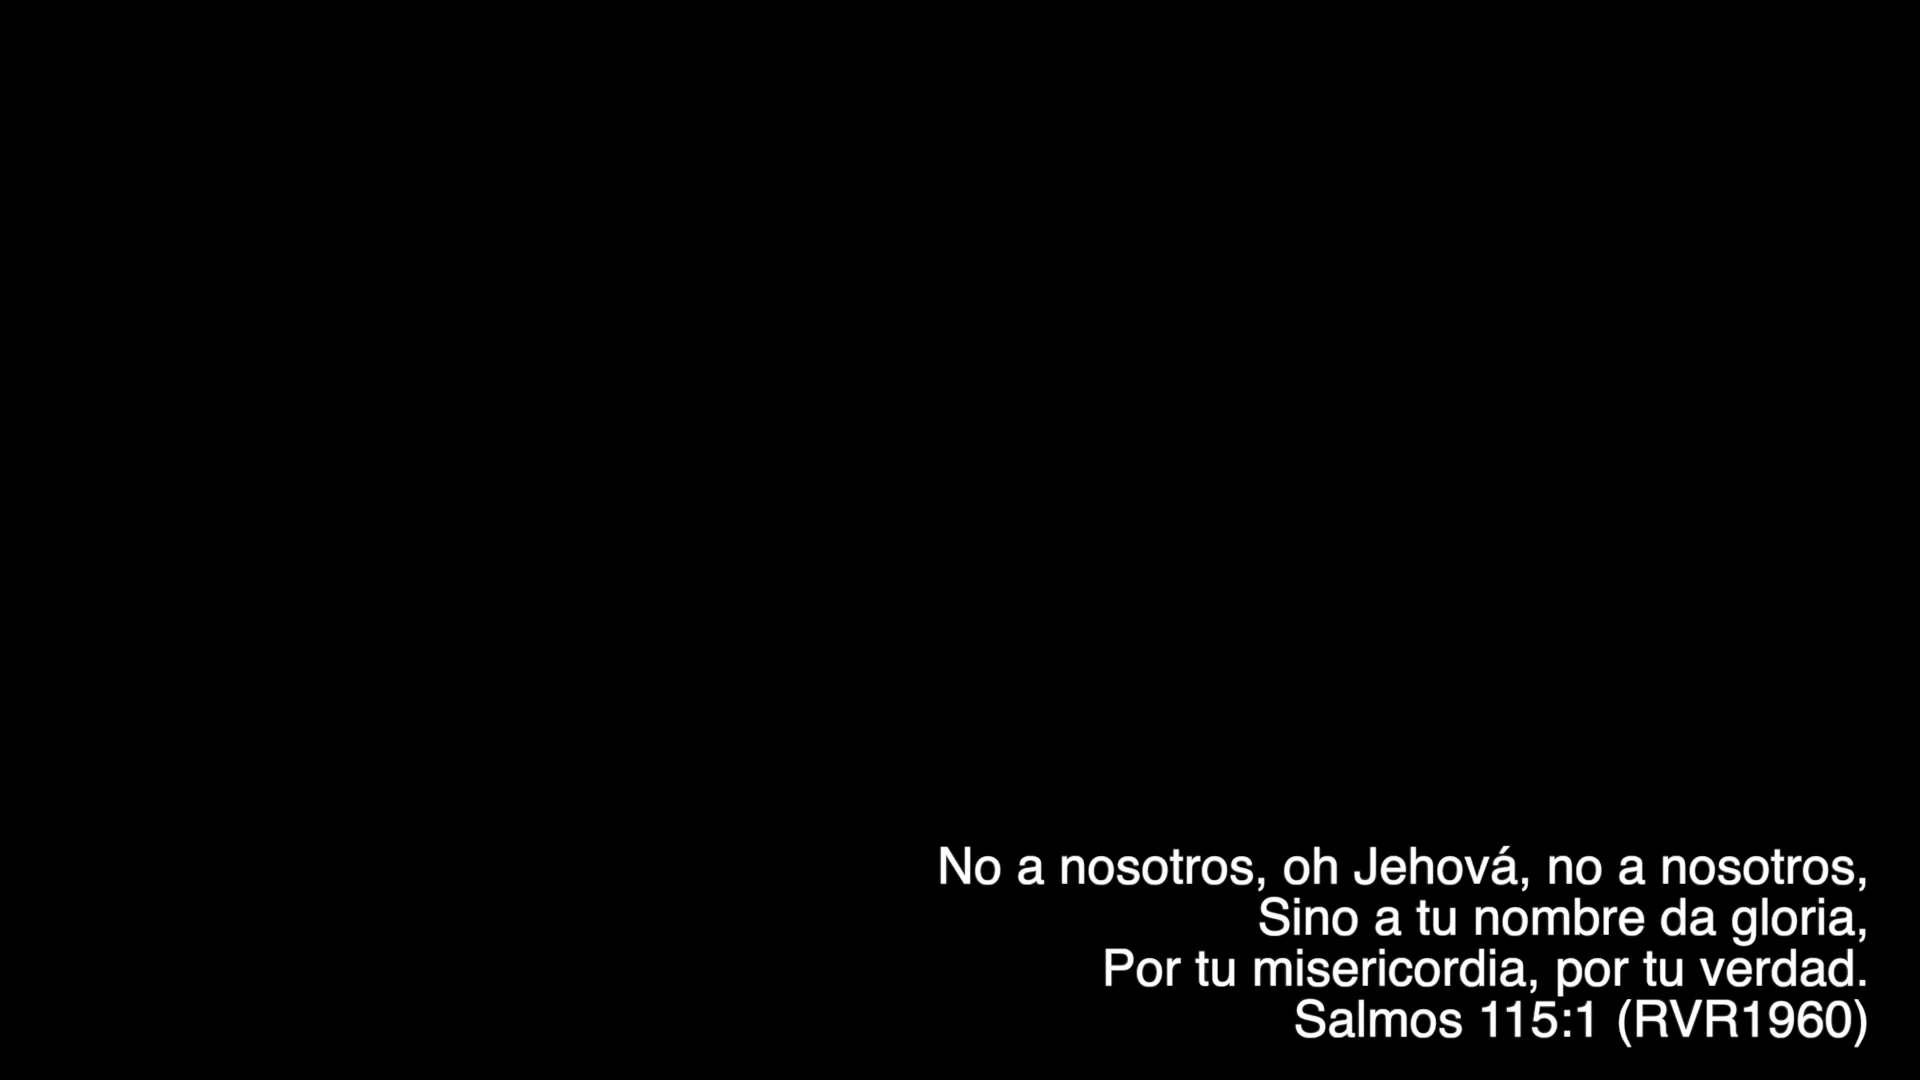 No a nosotros, oh Jehová, no a nosotros,
Sino a tu nombre da gloria,
Por tu misericordia, por tu verdad.
Salmos 115:1 (RVR1960)